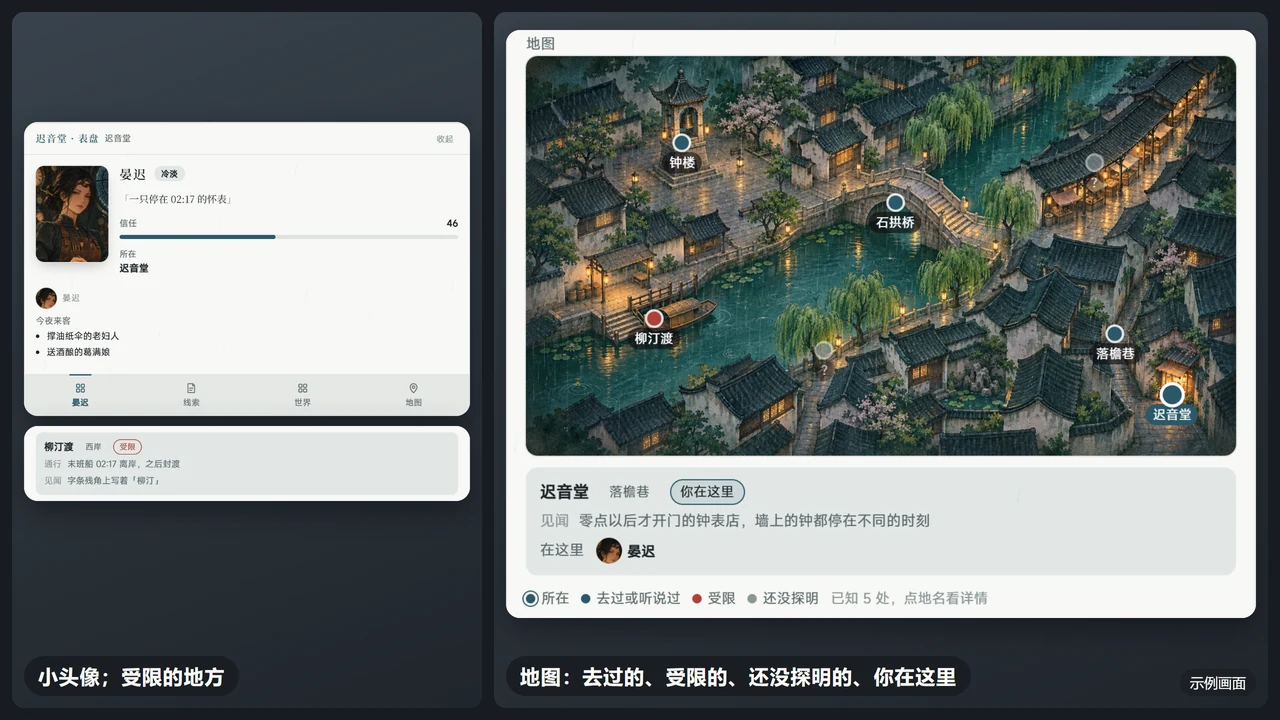 迟音堂 · 表盘 迟音堂 收起
晏迟 冷淡
「一只停在 02:17 的怀表」
信任 46
所在
迟音堂
晏迟
今夜来客
• 撑油纸伞的老妇人
• 送酒酿的葛满娘
晏迟 线索 世界 地图
柳汀渡 西岸 受限
通行 末班船 02:17 离岸，之后封渡
见闻 字条残角上写着「柳汀」
小头像；受限的地方
地图
钟楼
?
石拱桥
柳汀渡
?
落檐巷
迟音堂
迟音堂 落檐巷 你在这里
见闻 零点以后才开门的钟表店，墙上的钟都停在不同的时刻
在这里 晏迟
所在 去过或听说过 受限 还没探明 已知 5 处，点地名看详情
地图：去过的、受限的、还没探明的、你在这里
示例画面